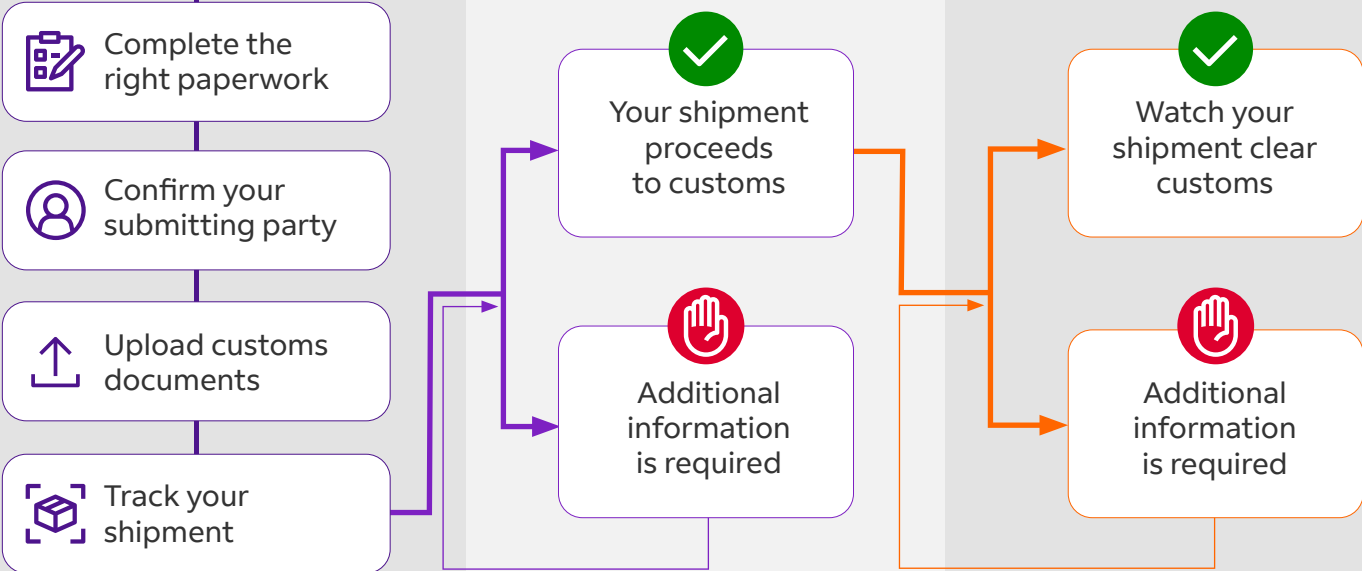 Complete the
right paperwork
Confirm your
submitting party
Upload customs
documents
Track your
shipment
Your shipment
proceeds
to customs
Additional
information
is required
Watch your
shipment clear
customs
Additional
information
is required